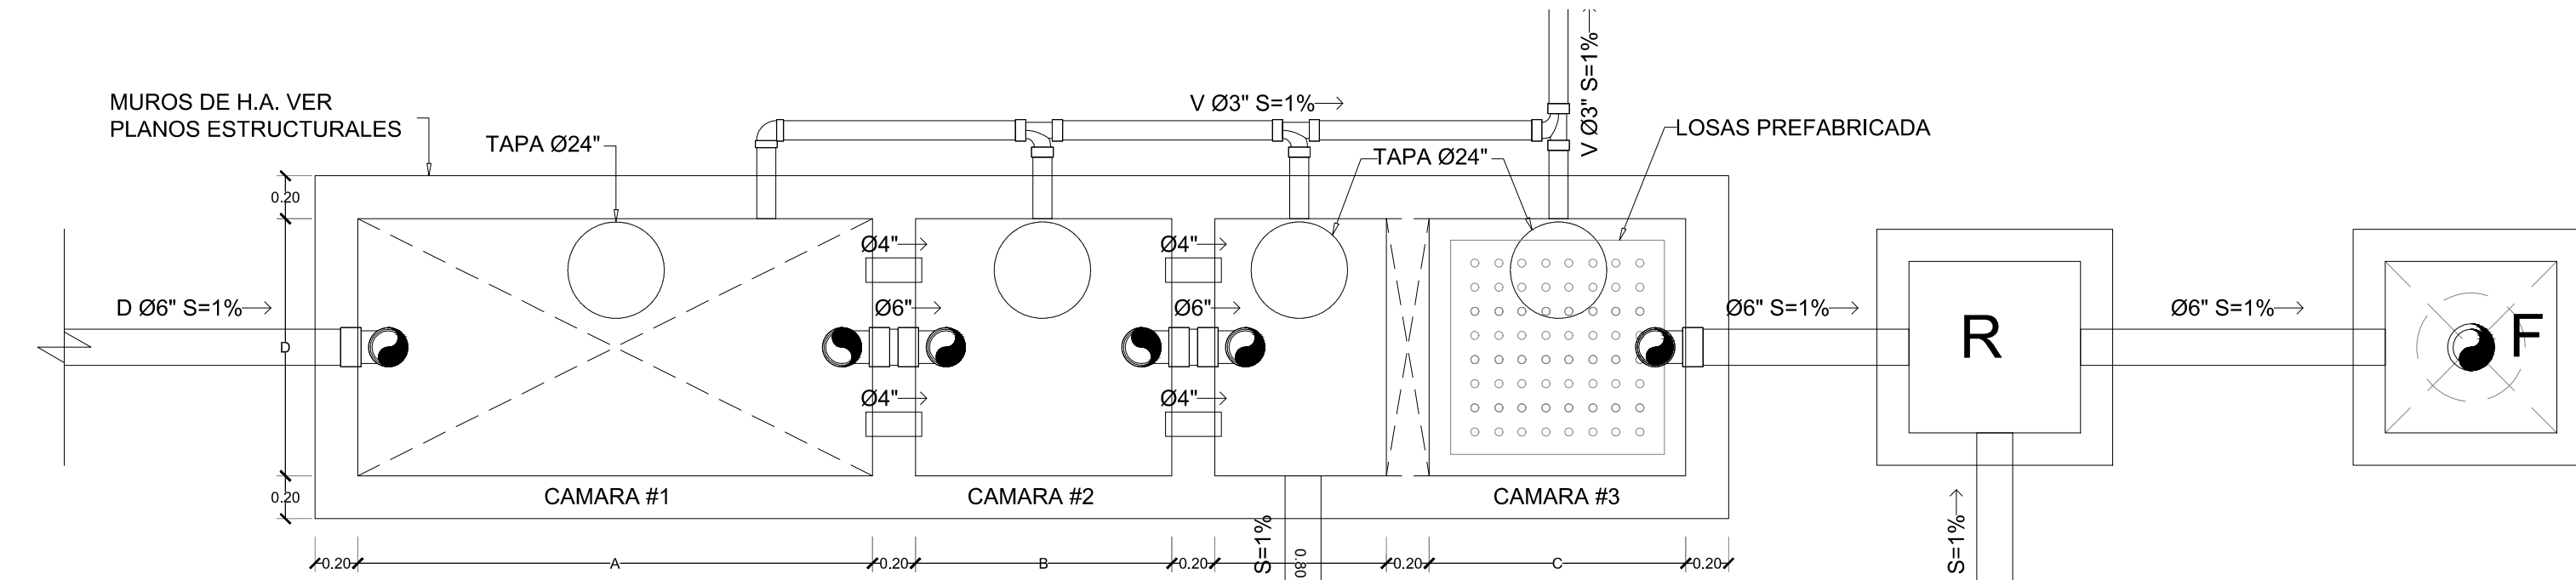 V Ø3" S=1%
MUROS DE H.A. VER
PLANOS ESTRUCTURALES
V Ø3" S=1%
TAPA Ø24"
TAPA Ø24"
LOSAS PREFABRICADA
0.20
Ø4"
Ø4"
D Ø6" S=1%
Ø6"
Ø6"
Ø6" S=1%
Ø6" S=1%
D
R
F
Ø4"
Ø4"
0.20
CAMARA #1
CAMARA #2
CAMARA #3
S=1%
S=1%
0.20
A
0.20
B
0.20
0.80
0.20
C
0.20